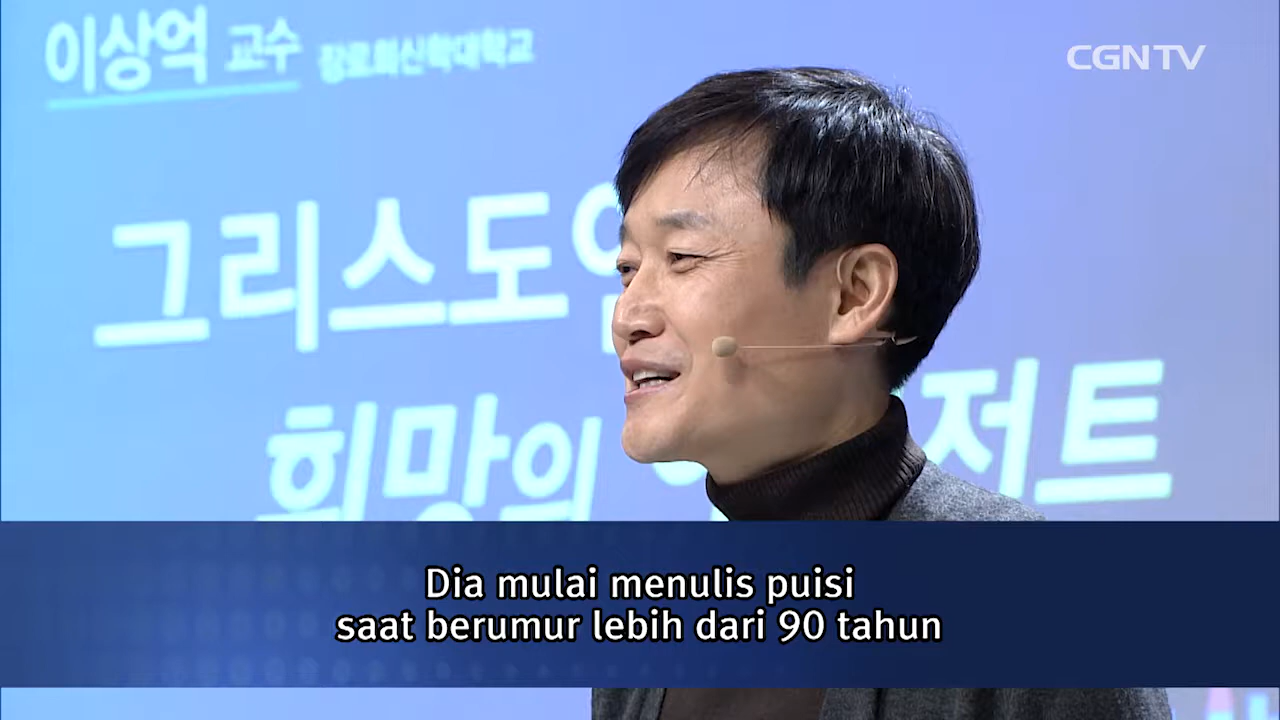 이상억 교수 장로회신학대학교
CGNTV
그리스도인
희망의 저트
Dia mulai menulis puisi
saat berumur lebih dari 90 tahun